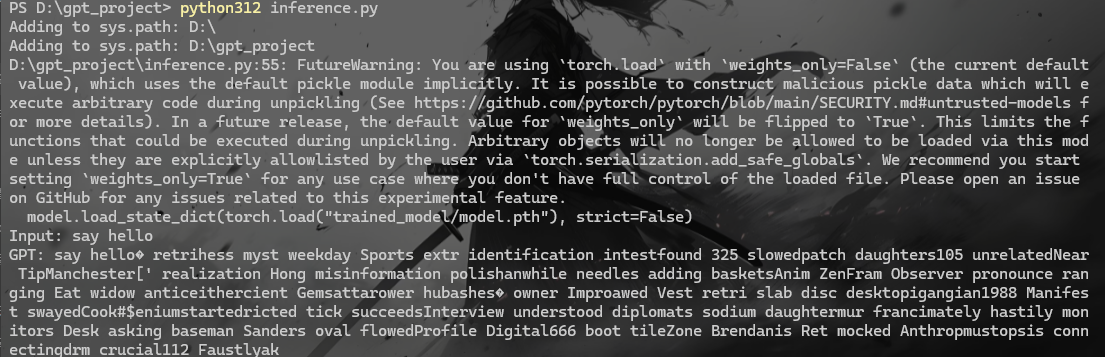 PS D:\gpt_project> python312 inference.py
Adding to sys.path: D:\
Adding to sys.path: D:\gpt_project
D:\gpt_project\inference.py:55: FutureWarning: You are using `torch.load` with `weights_only=False` (the current default
 value), which uses the default pickle module implicitly. It is possible to construct malicious pickle data which will e
xecute arbitrary code during unpickling (See https://github.com/pytorch/pytorch/blob/main/SECURITY.md#untrusted-models f
or more details). In a future release, the default value for `weights_only` will be flipped to `True`. This limits the f
unctions that could be executed during unpickling. Arbitrary objects will no longer be allowed to be loaded via this mod
e unless they are explicitly allowlisted by the user via `torch.serialization.add_safe_globals`. We recommend you start
setting `weights_only=True` for any use case where you don't have full control of the loaded file. Please open an issue
on GitHub for any issues related to this experimental feature.
  model.load_state_dict(torch.load("trained_model/model.pth"), strict=False)
Input: say hello
GPT: say hello� retrihess myst weekday Sports extr identification intestfound 325 slowedpatch daughters105 unrelatedNear
 TipManchester[' realization Hong misinformation polishanwhile needles adding basketsAnim ZenFram Observer pronounce ran
ging Eat widow anticeithercient Gemsattarower hubashes� owner Improawed Vest retri slab disc desktopigangian1988 Manifes
t swayedCook#$eniumstartedricted tick succeedsInterview understood diplomats sodium daughtermur francimately hastily mon
itors Desk asking baseman Sanders oval flowedProfile Digital666 boot tileZone Brendanis Ret mocked Anthropmustopsis conn
ectingdrm crucial112 Faustlyak